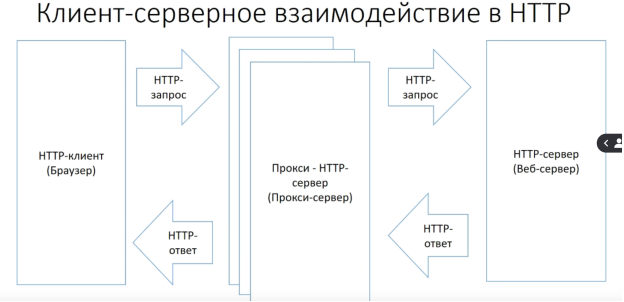 Клиент-серверное взаимодействие в HTTP
HTTP-
запрос
HTTP-
запрос
HTTP-клиент
(Браузер)
Прокси - HTTP-
сервер
(Прокси-сервер)
HTTP-сервер
(Веб-сервер)
HTTP-
ответ
HTTP-
ответ